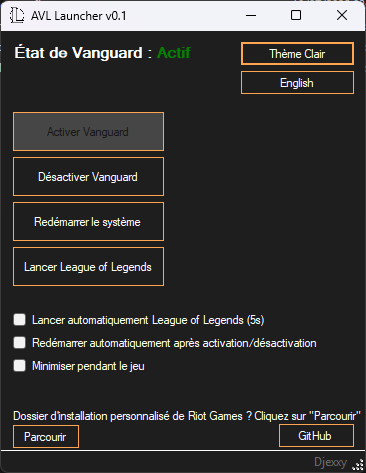 AVL Launcher v0.1
État de Vanguard : Actif
Thème Clair
English
Activer Vanguard
Désactiver Vanguard
Redémarrer le système
Lancer League of Legends
Lancer automatiquement League of Legends (5s)
Redémarrer automatiquement après activation/désactivation
Minimiser pendant le jeu
Dossier d'installation personnalisé de Riot Games ? Cliquez sur "Parcourir"
Parcourir
GitHub
Djexxy